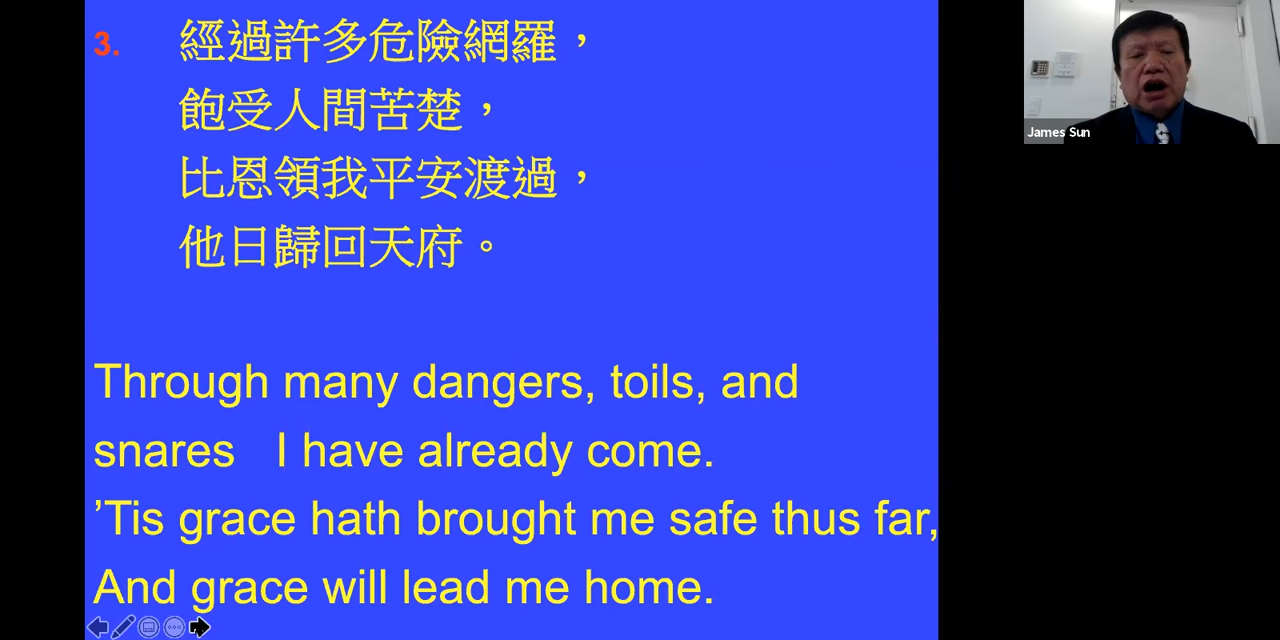 3. 經過許多危險網羅，
飽受人間苦楚，
比恩領我平安渡過，
他日歸回天府。
Through many dangers, toils, and
snares I have already come.
’Tis grace hath brought me safe thus far,
And grace will lead me home.
James Sun